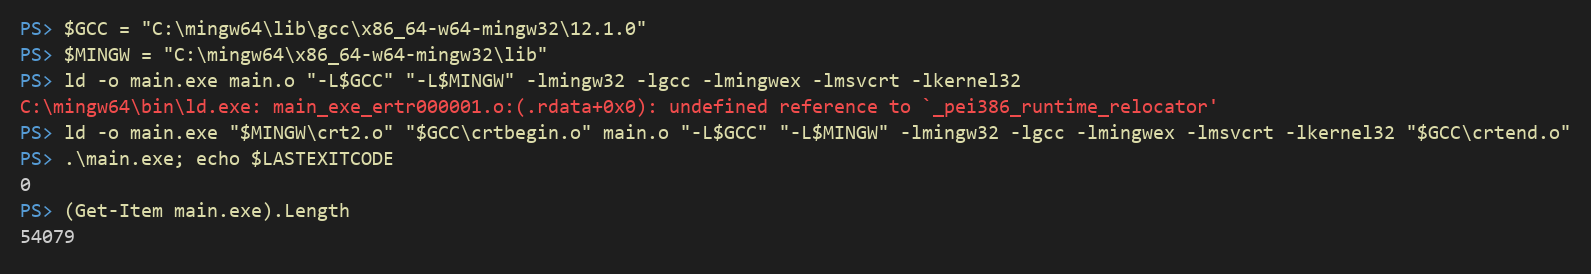 PS> $GCC = "C:\mingw64\lib\gcc\x86_64-w64-mingw32\12.1.0"
PS> $MINGW = "C:\mingw64\x86_64-w64-mingw32\lib"
PS> ld -o main.exe main.o "-L$GCC" "-L$MINGW" -lmingw32 -lgcc -lmingwex -lmsvcrt -lkernel32
C:\mingw64\bin\ld.exe: main_exe_ertr000001.o:(.rdata+0x0): undefined reference to `_pei386_runtime_relocator'
PS> ld -o main.exe "$MINGW\crt2.o" "$GCC\crtbegin.o" main.o "-L$GCC" "-L$MINGW" -lmingw32 -lgcc -lmingwex -lmsvcrt -lkernel32 "$GCC\crtend.o"
PS> .\main.exe; echo $LASTEXITCODE
0
PS> (Get-Item main.exe).Length
54079